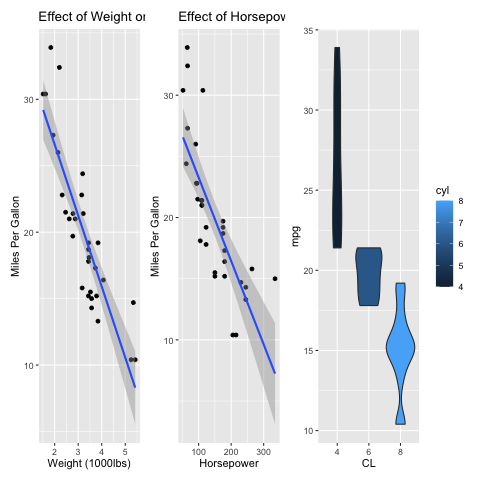 Effect of Weight or
Miles Per Gallon
30
20
10
2 3 4 5
Weight (1000lbs)
Effect of Horsepov
Miles Per Gallon
30
20
10
100 200 300
Horsepower
mpg
35
30
25
20
15
10
4 6 8
CL
cyl
8
7
6
5
4